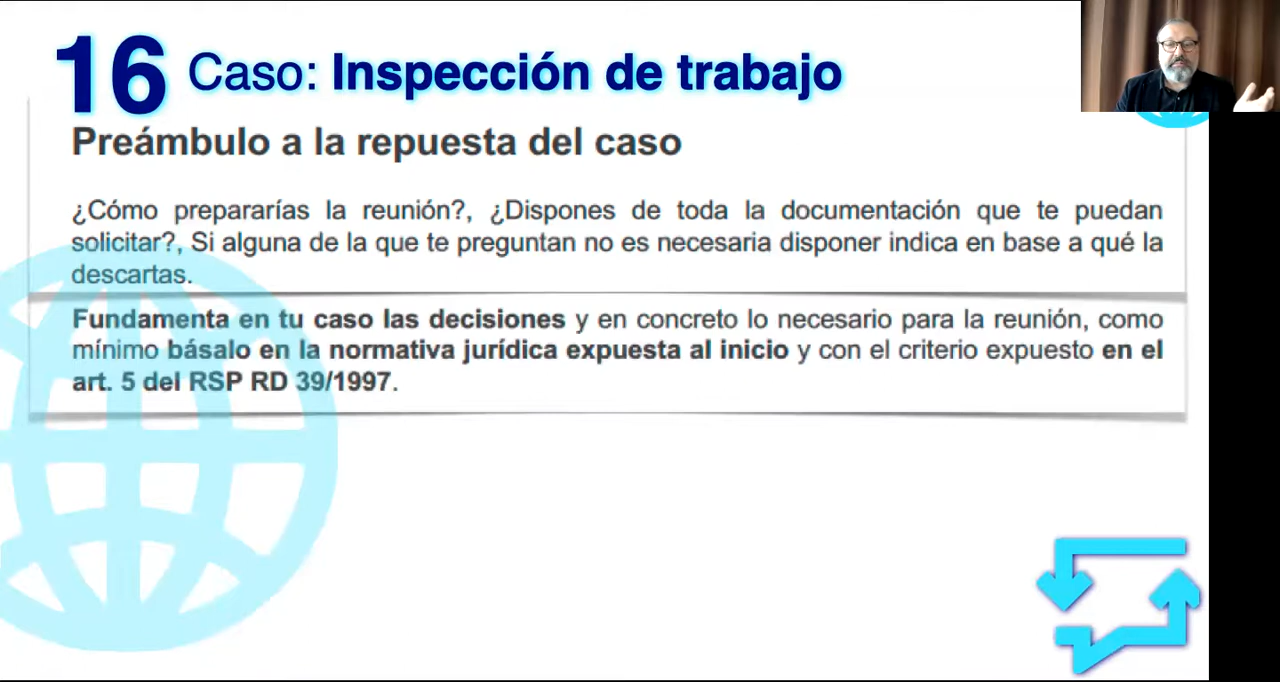 16 Caso: Inspección de trabajo
Preámbulo a la repuesta del caso
¿Cómo prepararías la reunión?, ¿Dispones de toda la documentación que te puedan
solicitar?, Si alguna de la que te preguntan no es necesaria disponer indica en base a qué la
descartas.
Fundamenta en tu caso las decisiones y en concreto lo necesario para la reunión, como
mínimo básalo en la normativa jurídica expuesta al inicio y con el criterio expuesto en el
art. 5 del RSP RD 39/1997.